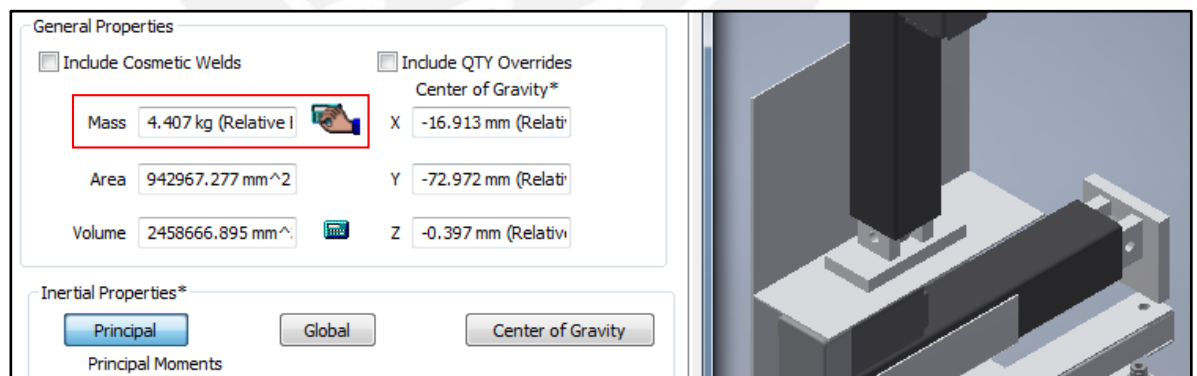 General Properties
Include Cosmetic Welds
Include QTY Overrides
Center of Gravity*
Mass 4.407 kg (Relative
X -16.913 mm (Relati
Area 942967.277 mm^2
Y -72.972 mm (Relati
Volume 2458666.895 mm^
Z -0.397 mm (Relativ
Inertial Properties*
Principal Global Center of Gravity
Principal Moments